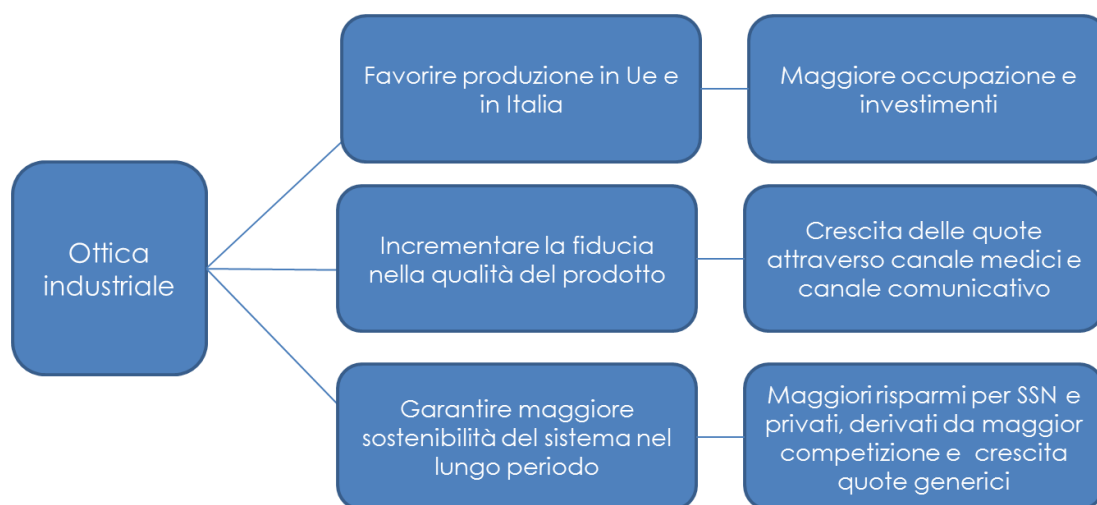 Ottica
industriale
Favorire produzione in Ue e
in Italia
Maggiore occupazione e
investimenti
Incrementare la fiducia
nella qualità del prodotto
Crescita delle quote
attraverso canale medici e
canale comunicativo
Garantire maggiore
sostenibilità del sistema nel
lungo periodo
Maggiori risparmi per SSN e
privati, derivati da maggior
competizione e crescita
quote generici